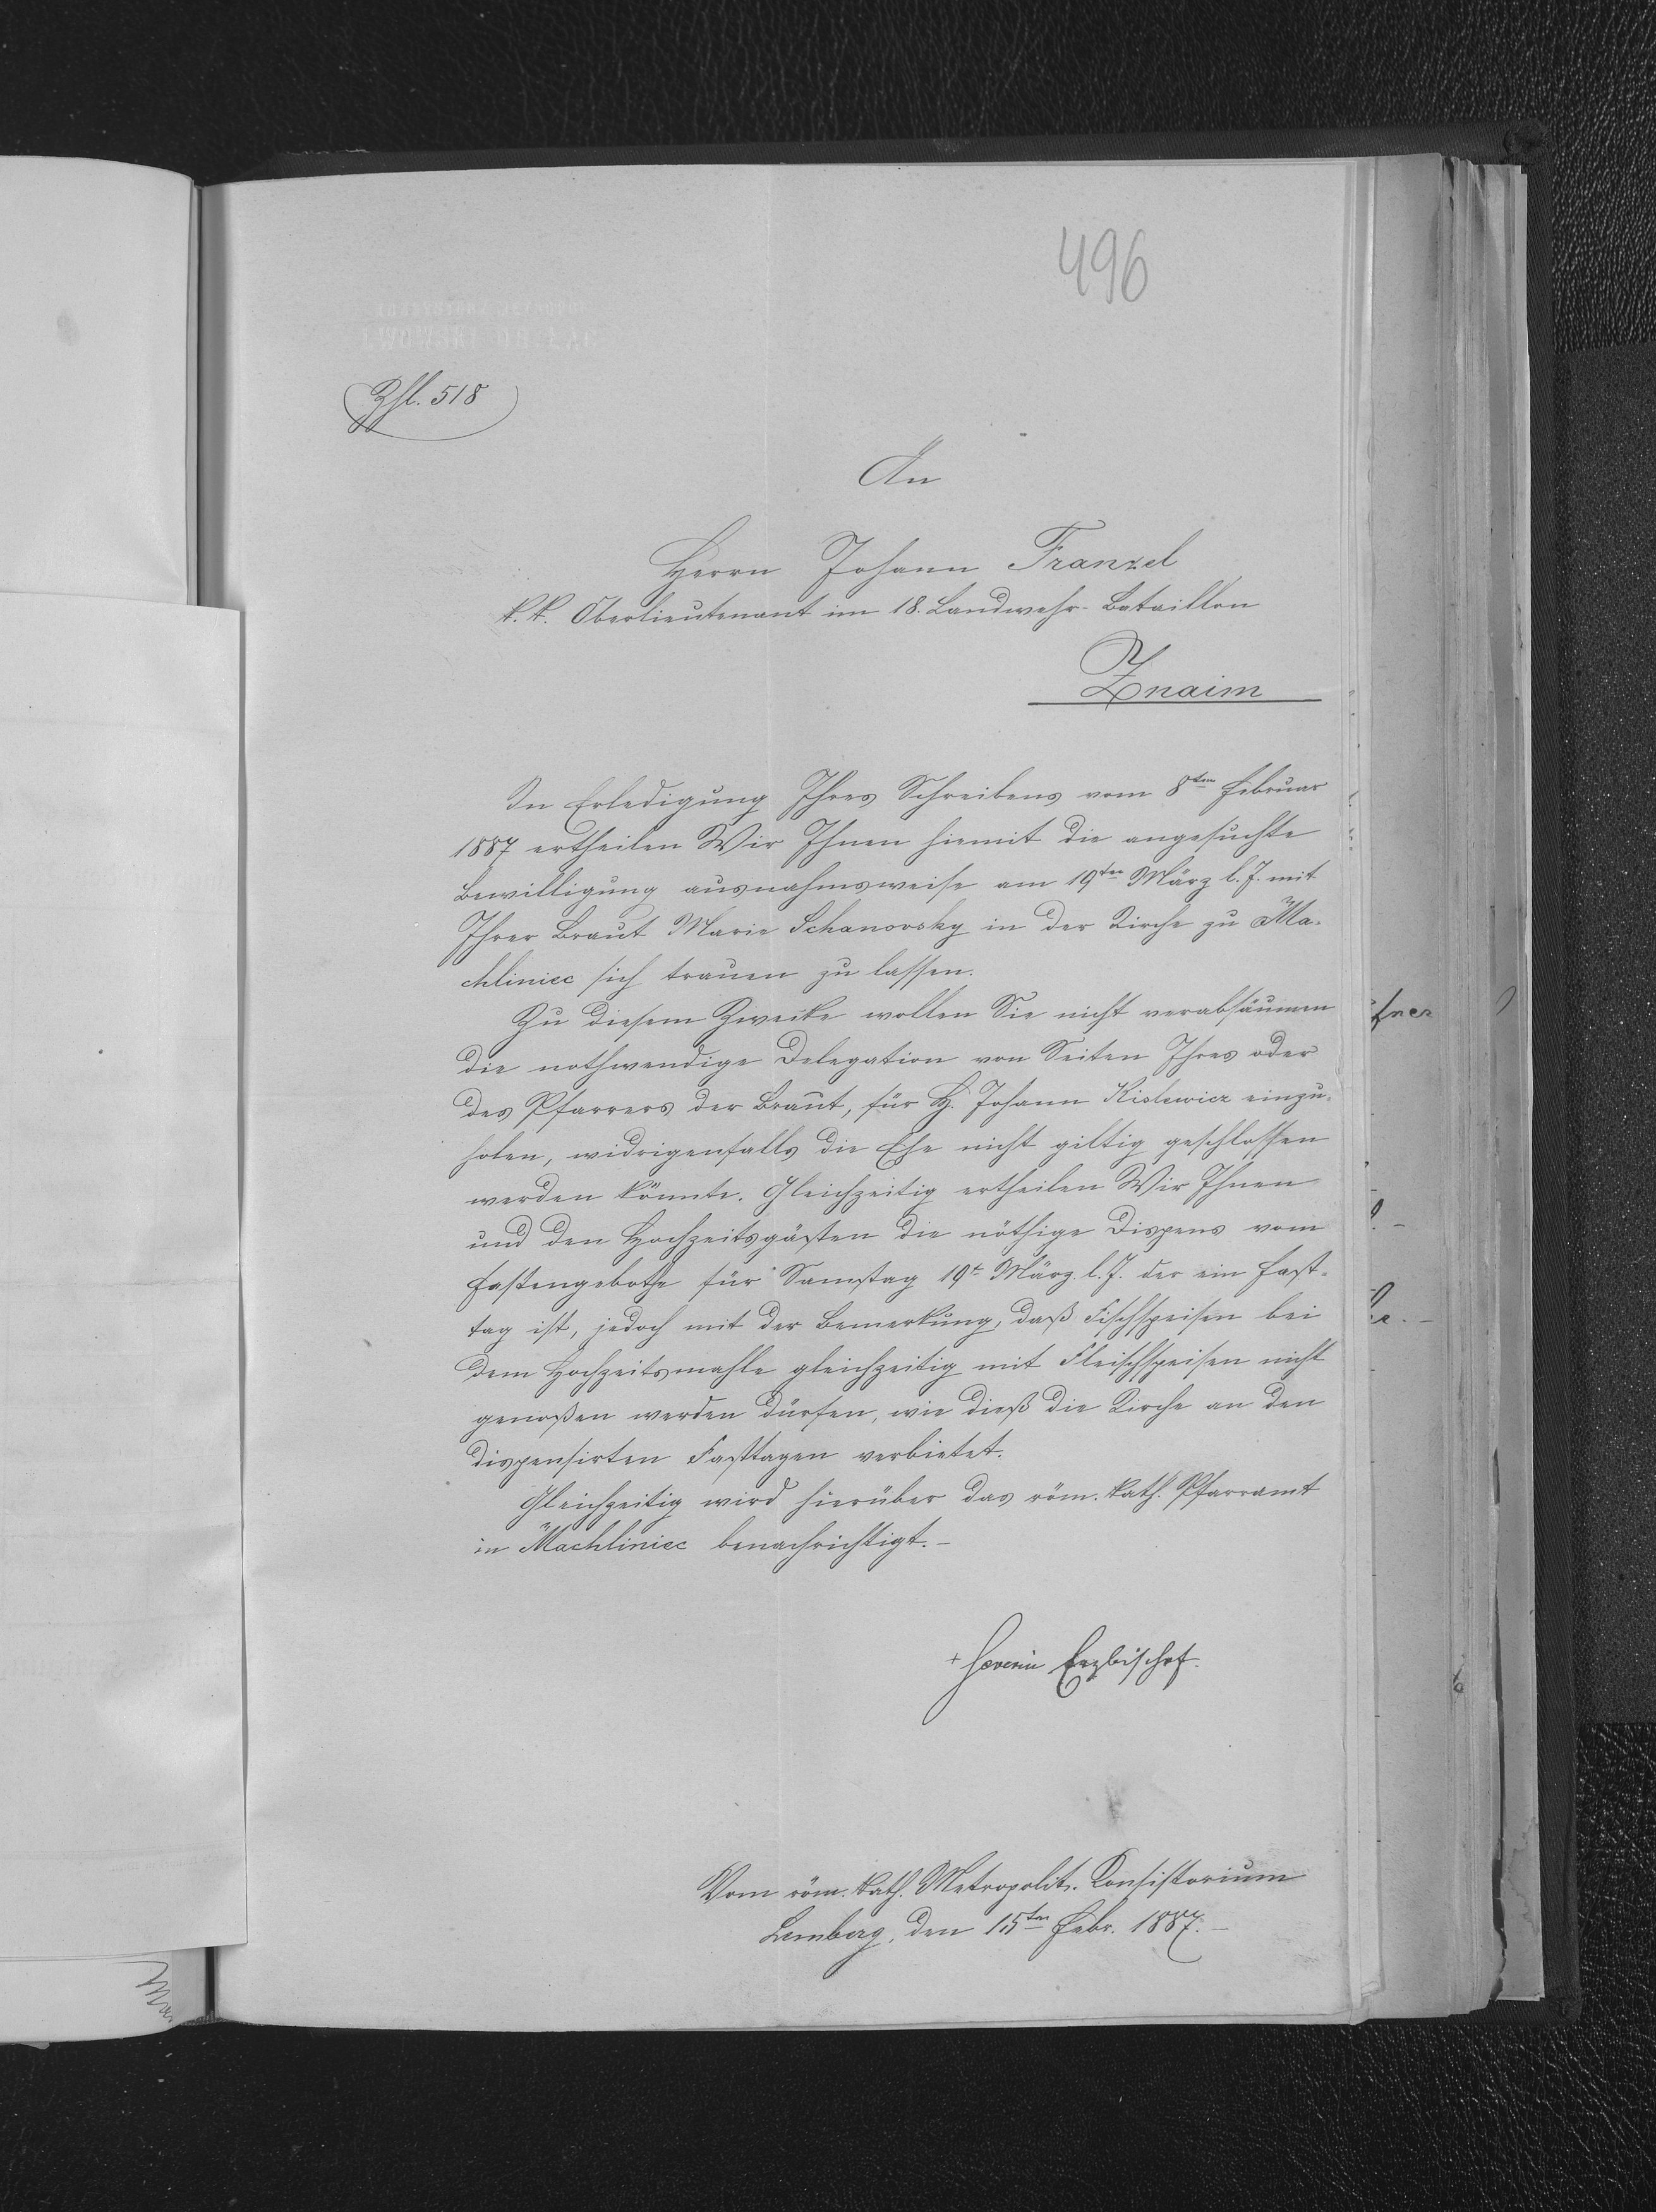 496
Zhl. 518
An
Herrn Johann Franzel
k. k. Oberlieutenant im 18. Landwehr-Bataillon
Znaim
In Erledigung Ihres Schreibens vom 8ten Februar
1887 ertheilen Wir Ihnen hiemit die angesuchte
Bewilligung ausnahmsweise am 19ten März l. J. mit
Ihrer Braut Marie Schanovsky in der Kirche zu Ma-
chliniec sich trauen zu lassen.
Zu diesem Zwecke wollen Sie nicht verabsäumen
die nothwendige Delegation von Seiten Ihres oder
des Pfarrers der Braut, für H. Johann Kislewicz einzu-
holen, widrigenfalls die Ehe nicht giltig geschlossen
werden könnte. Gleichzeitig ertheilen Wir Ihnen
und den Hochzeitsgästen die nöthige Dispens vom
Fastengebothe für Samstag 19t März l. J. der ein Fast-
tag ist, jedoch mit der Bemerkung, daß Fischspeisen bei
dem Hochzeitsmahle gleichzeitig mit Fleischspeisen nicht
genoßen werden dürfen, wie dieß die Kirche an den
dispensirten Fasttagen verbietet.
Gleichzeitig wird hierüber das röm. kath. Pfarramt
in Machliniec benachrichtigt. –
+ Severin Erzbischof.
Vom röm. kath. Metropolit. Konsistorium
Lemberg, den 15ten Febr. 1887. –